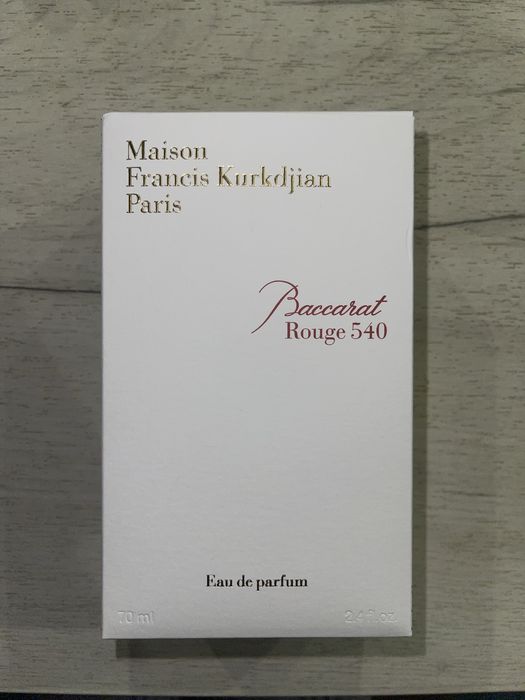 Maison
Francis Kurkdjian
Paris
Baccarat
Rouge 540
Eau de parfum
70 ml 2.4 fl.oz.